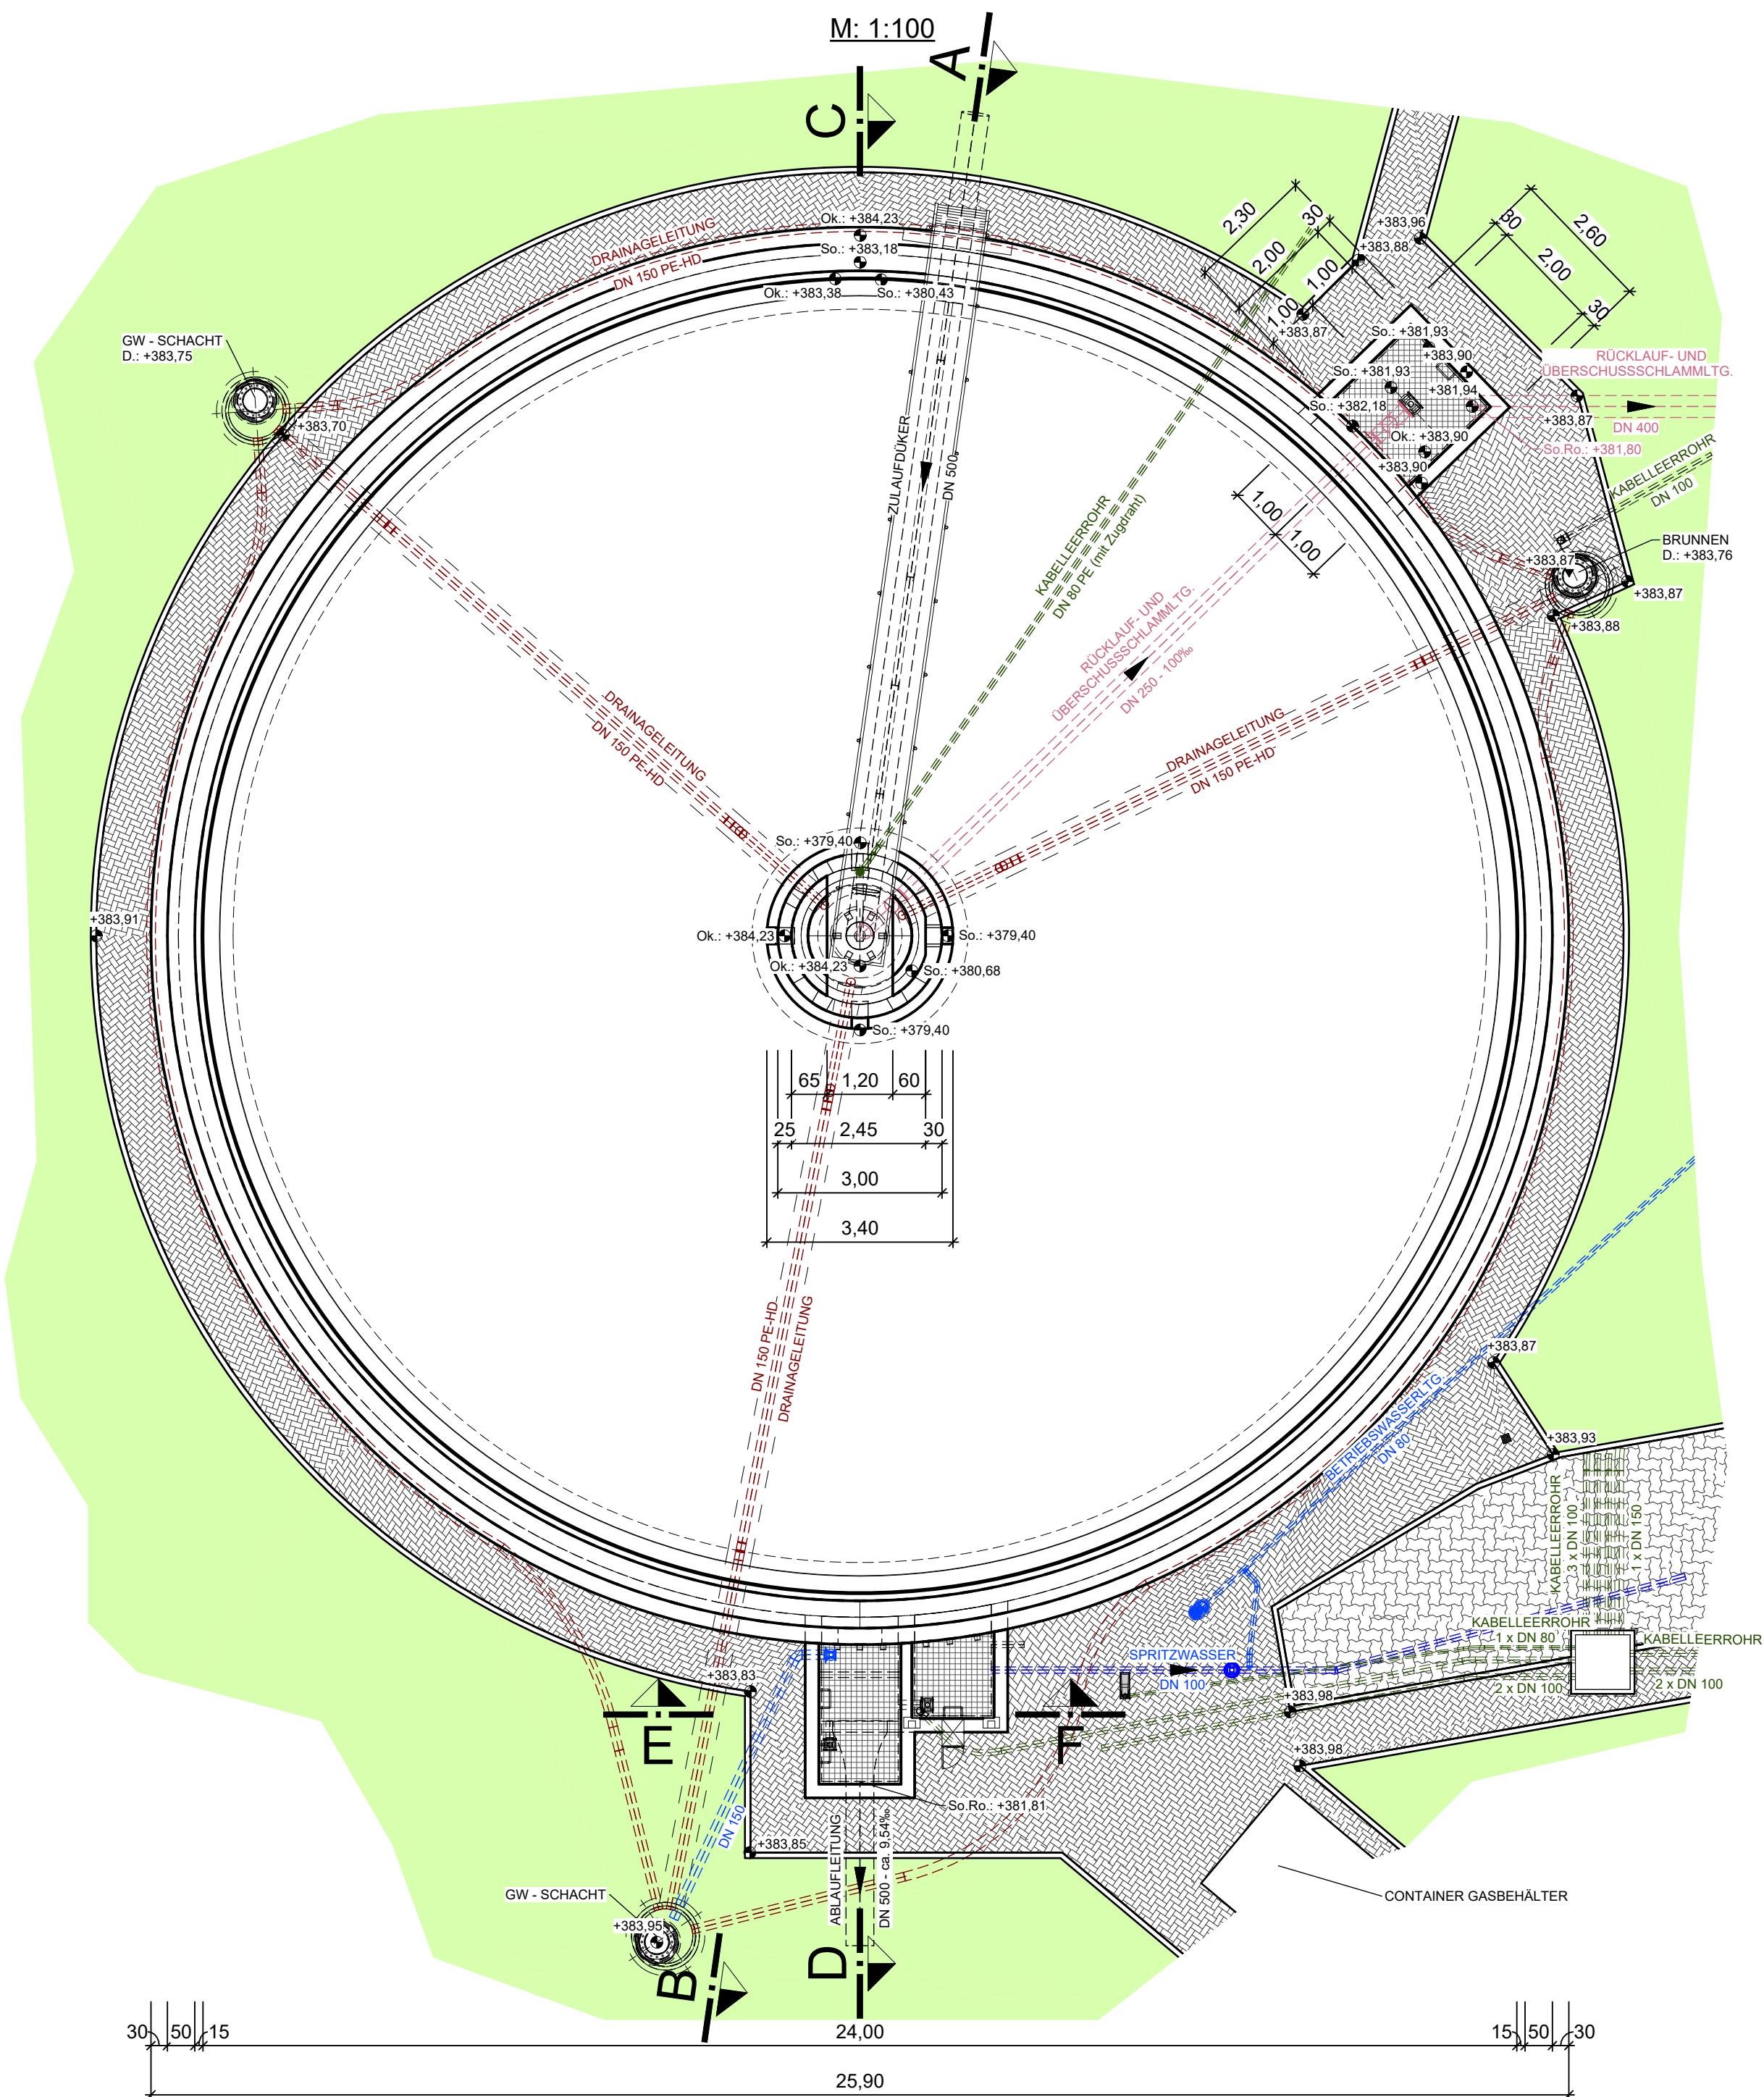 M: 1:100
A
C
Ok.: +384,23
So.: +383,18
Ok.: +383,38
So.: +380,43
DRAINAGELEITUNG
DN 150 PE-HD
2,30
30
2,00
1,00
1,00
+383,96
+383,88
+383,87
30
2,60
2,00
30
GW - SCHACHT
D.: +383,75
+383,70
So.: +381,93
+383,90
So.: +381,93
+381,94
So.: +382,18
Ok.: +383,90
+383,90
RÜCKLAUF- UND
ÜBERSCHUSSSCHLAMMLTG.
DN 400
+383,87
So.Ro.: +381,80
KABELLEERROHR
DN 100
BRUNNEN
D.: +383,76
+383,87
+383,87
+383,88
ZULAUFDÜKER
DN 500
KABELLEERROHR
DN 80 PE (mit Zugdraht)
1,00
1,00
RÜCKLAUF- UND
ÜBERSCHUSSSCHLAMMLTG.
DN 250 - 100‰
DRAINAGELEITUNG
DN 150 PE-HD
DRAINAGELEITUNG
DN 150 PE-HD
So.: +379,40
+383,91
Ok.: +384,23
So.: +379,40
Ok.: +384,23
So.: +380,68
So.: +379,40
65
1,20
60
25
2,45
30
3,00
3,40
DN 150 PE-HD
DRAINAGELEITUNG
+383,87
BETRIEBSWASSERLTG.
DN 80
+383,93
KABELLEERROHR
3 x DN 100
1 x DN 150
KABELLEERROHR
1 x DN 80
KABELLEERROHR
2 x DN 100
2 x DN 100
SPRITZWASSER
DN 100
+383,83
+383,98
E
F
+383,98
So.Ro.: +381,81
DN 150
+383,85
ABLAUFLEITUNG
DN 500 - ca. 9,54‰
GW - SCHACHT
+383,95
CONTAINER GASBEHÄLTER
B
D
30
50
15
24,00
15
50
30
25,90